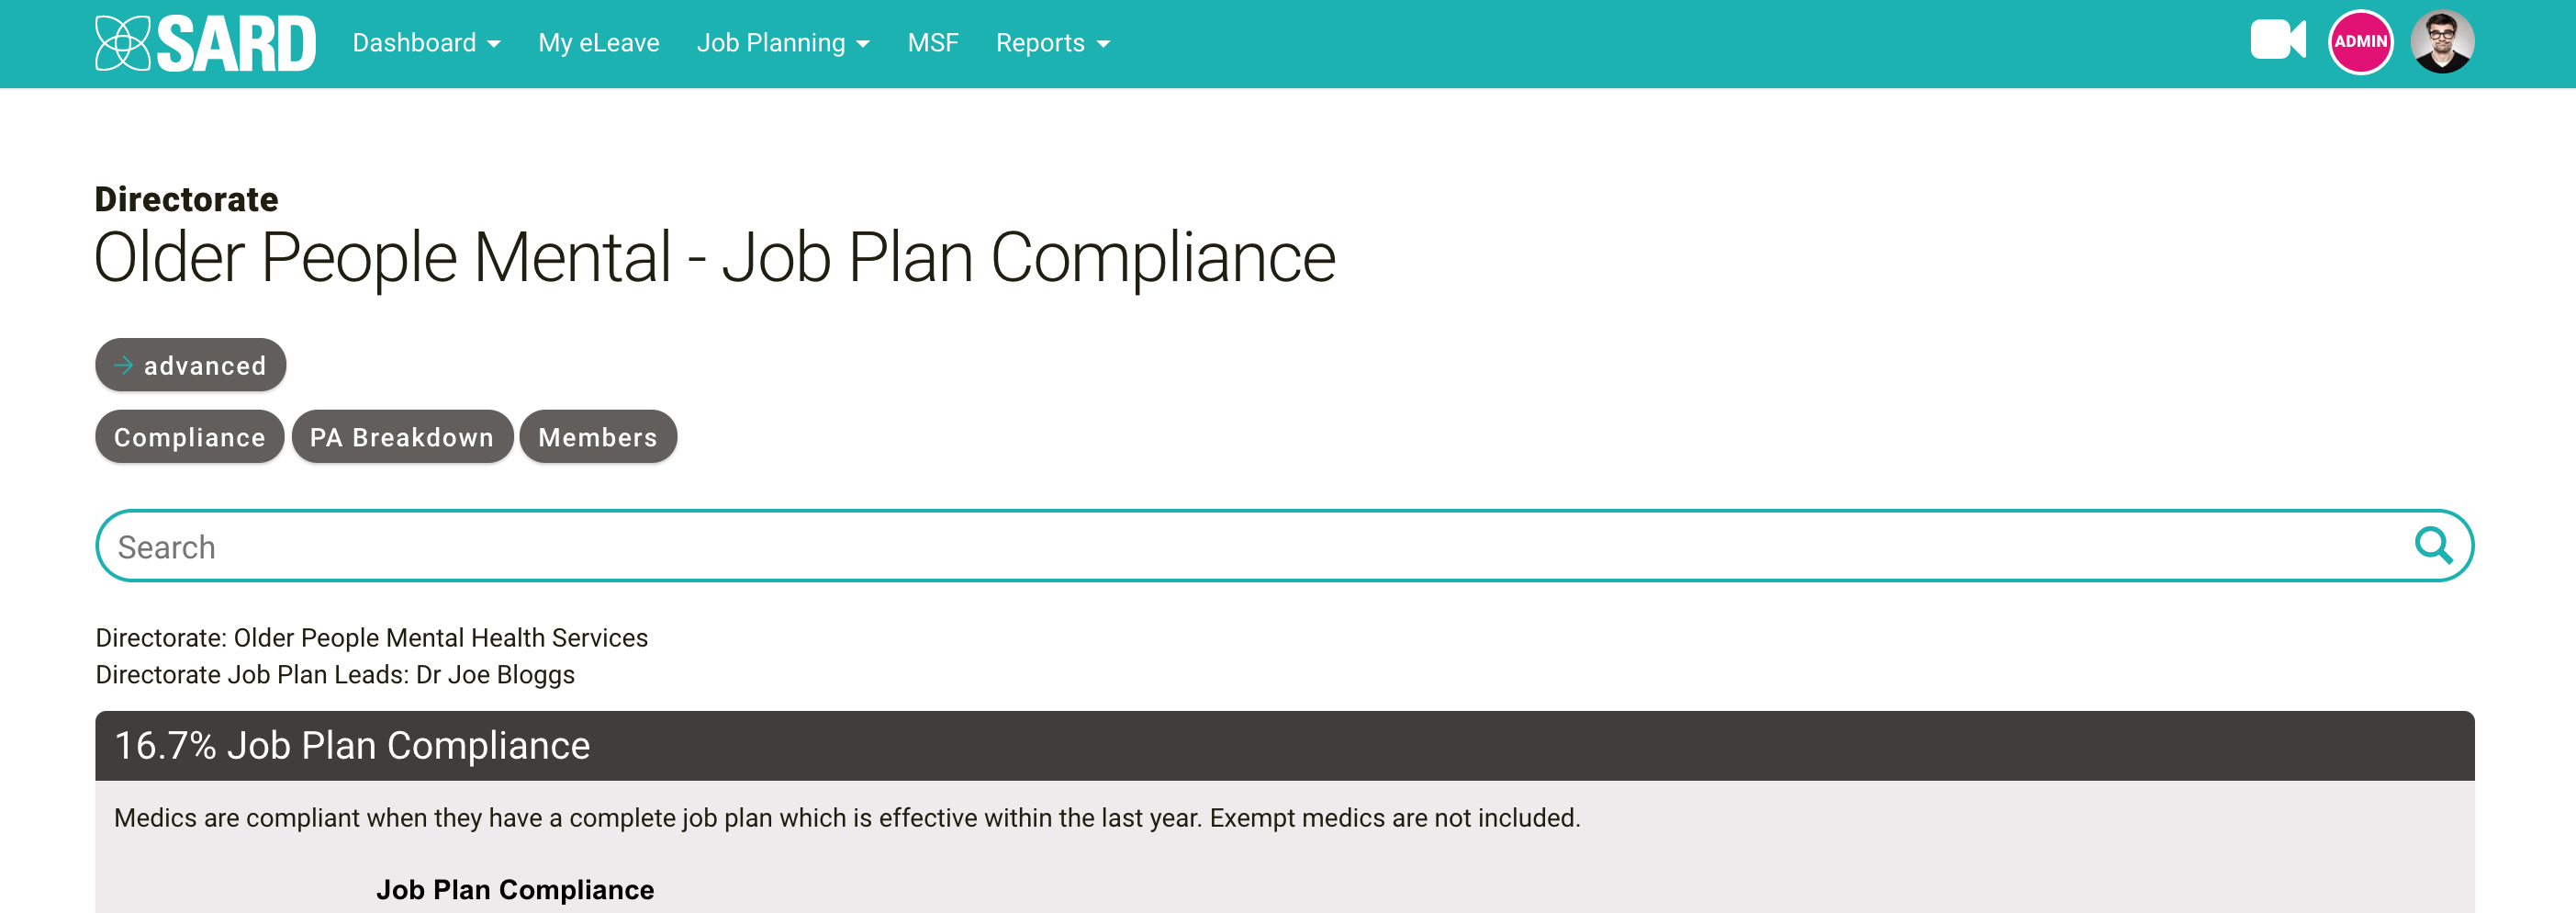 SARD Dashboard My eLeave Job Planning MSF Reports ADMIN
Directorate
Older People Mental - Job Plan Compliance
advanced
Compliance PA Breakdown Members
Search
Directorate: Older People Mental Health Services
Directorate Job Plan Leads: Dr Joe Bloggs
16.7% Job Plan Compliance
Medics are compliant when they have a complete job plan which is effective within the last year. Exempt medics are not included.
Job Plan Compliance